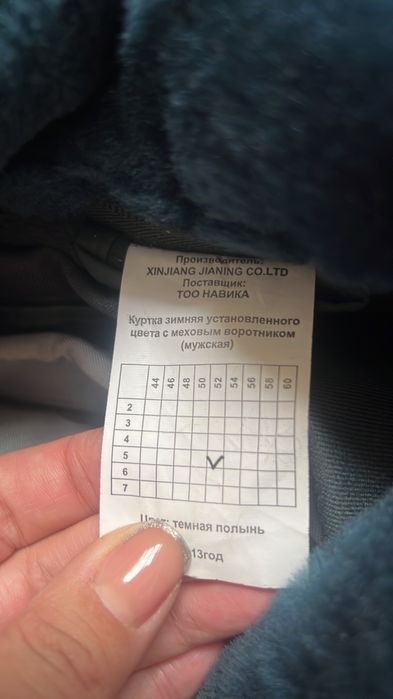 Производитель:
XINJIANG JIANING CO.LTD
Поставщик:
ТОО НАВИКА
Куртка зимняя установленного
цвета с меховым воротником
(мужская)
44 46 48 50 52 54 56 58 60
2
3
4
5
6
7
Цвет: темная полынь
13год